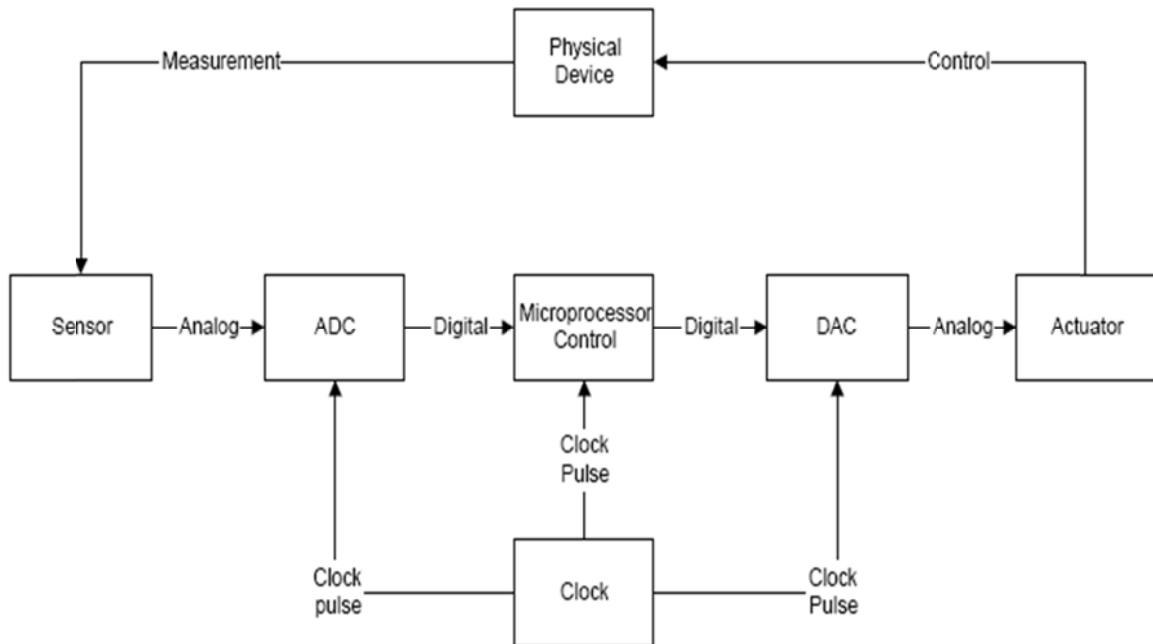 Physical
Device
Measurement
Control
Sensor
Analog
ADC
Digital
Microprocessor
Control
Digital
DAC
Analog
Actuator
Clock
Pulse
Clock
pulse
Clock
Clock
Pulse